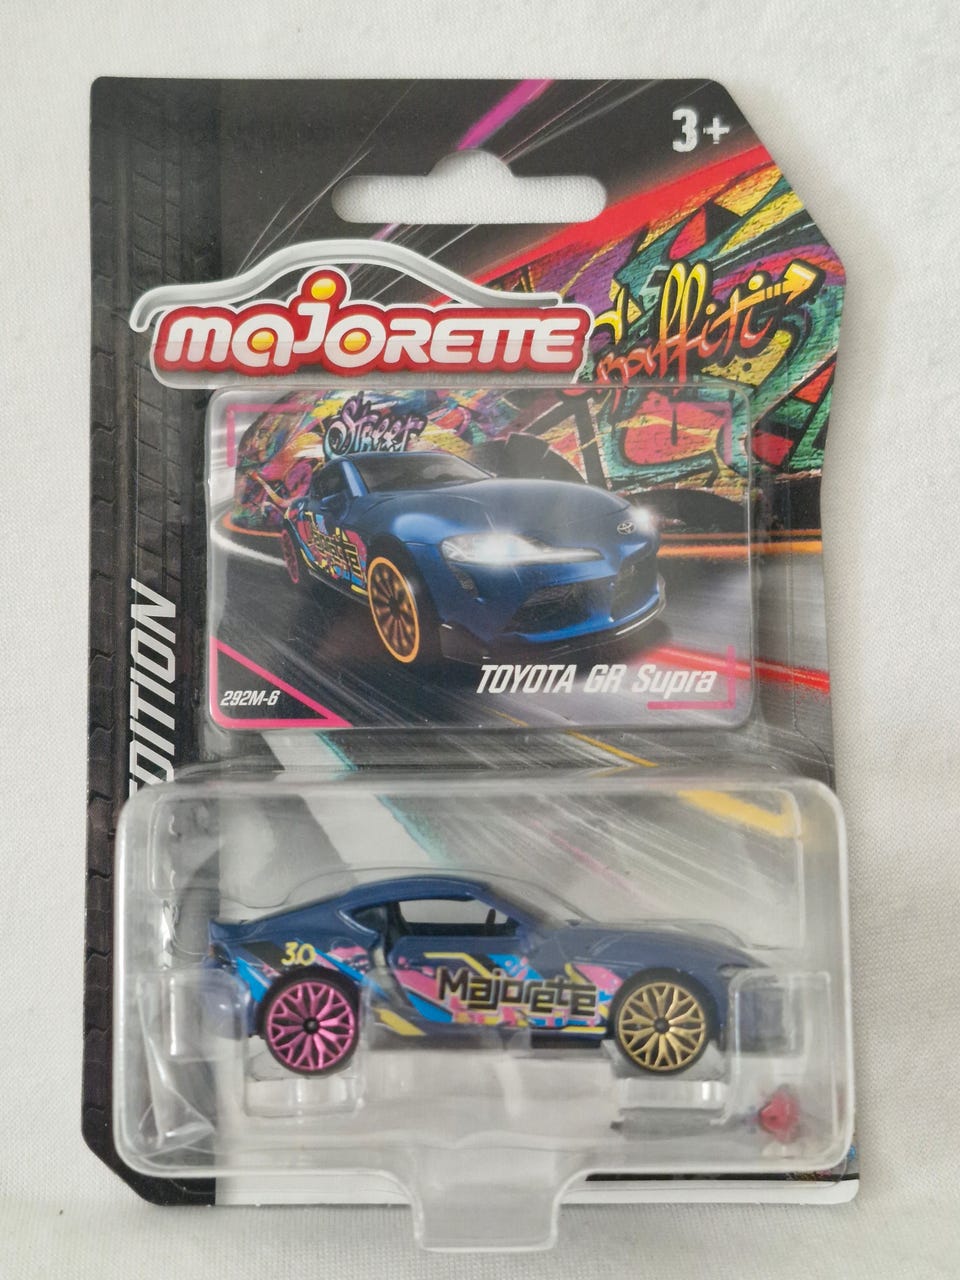 3+
majorette
Graffiti
Street
292M-6
TOYOTA GR Supra
EDITION
3.0
Majorette